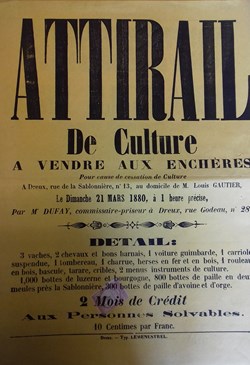 ATTIRAIL
De Culture
A VENDRE AUX ENCHÈRES
Pour cause de cessation de Culture
A Dreux, rue de la Sablonnière, n° 13, au domicile de M. Louis GAUTIER,
Le Dimanche 21 MARS 1880, à 1 heure précise,
Par Me DUFAY, commissaire-priseur à Dreux, rue Godeau, n° 28
DÉTAIL:
3 vaches, 2 chevaux et bons harnais, 1 voiture guimbarde, 1 carriole
suspendue, 1 tombereau, 1 charrue, herses en fer et en bois, 1 rouleau
en bois, bascule, tarare, cribles, 2 menus instruments de culture.
1,000 bottes de luzerne et bourgogne, 800 bottes de paille en deux
meules près la Sablonnière, 300 bottes de paille d'avoine et d'orge.
2 Mois de Crédit
Aux Personnes Solvables.
10 Centimes par Franc.
Typ